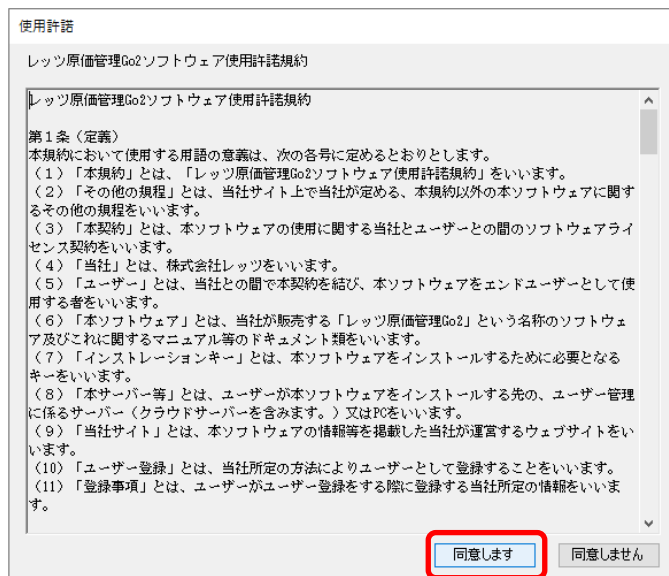 使用許諾
レッツ原価管理Go2ソフトウェア使用許諾規約
レッツ原価管理Go2ソフトウェア使用許諾規約
第1条（定義）
本規約において使用する用語の意義は、次の各号に定めるとおりとします。
（１）「本規約」とは、「レッツ原価管理Go2ソフトウェア使用許諾規約」をいいます。
（２）「その他の規程」とは、当社サイト上で当社が定める、本規約以外の本ソフトウェアに関す
るその他の規程をいいます。
（３）「本契約」とは、本ソフトウェアの使用に関する当社とユーザーとの間のソフトウェアライ
センス契約をいいます。
（４）「当社」とは、株式会社レッツをいいます。
（５）「ユーザー」とは、当社との間で本契約を結び、本ソフトウェアをエンドユーザーとして使
用する者をいいます。
（６）「本ソフトウェア」とは、当社が販売する「レッツ原価管理Go2」という名称のソフトウェ
ア及びこれに関するマニュアル等のドキュメント類をいいます。
（７）「インストレーションキー」とは、本ソフトウェアをインストールするために必要となる
キーをいいます。
（８）「本サーバー等」とは、ユーザーが本ソフトウェアをインストールする先の、ユーザー管理
に係るサーバー（クラウドサーバーを含みます。）又はPCをいいます。
（９）「当社サイト」とは、本ソフトウェアの情報等を掲載した当社が運営するウェブサイトをい
います。
（10）「ユーザー登録」とは、当社所定の方法によりユーザーとして登録することをいいます。
（11）「登録事項」とは、ユーザーがユーザー登録をする際に登録する当社所定の情報をいいま
す。
同意します
同意しません